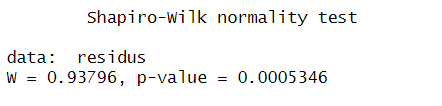 Shapiro-Wilk normality test
data:  residus
W = 0.93796, p-value = 0.0005346